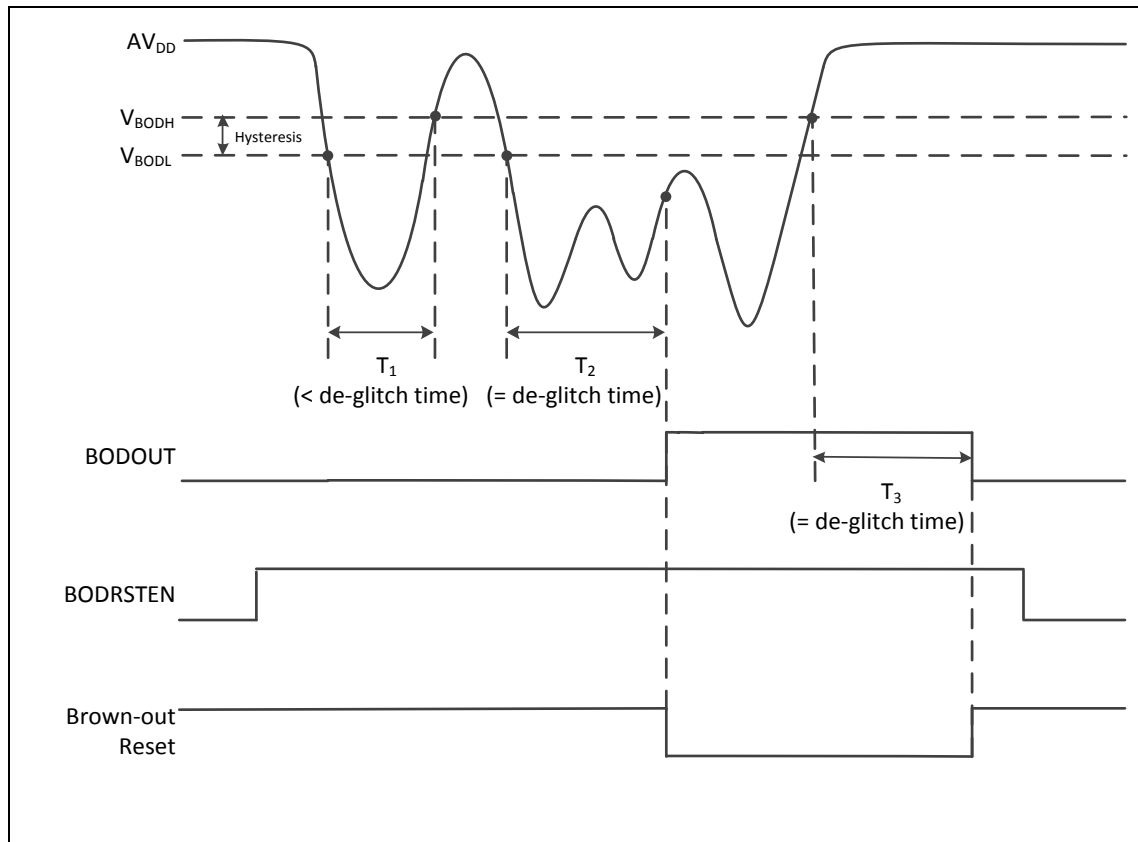 AVDD
VBODH
Hysteresis
VBODL
T1
(< de-glitch time)
T2
(= de-glitch time)
BODOUT
T3
(= de-glitch time)
BODRSTEN
Brown-out
Reset